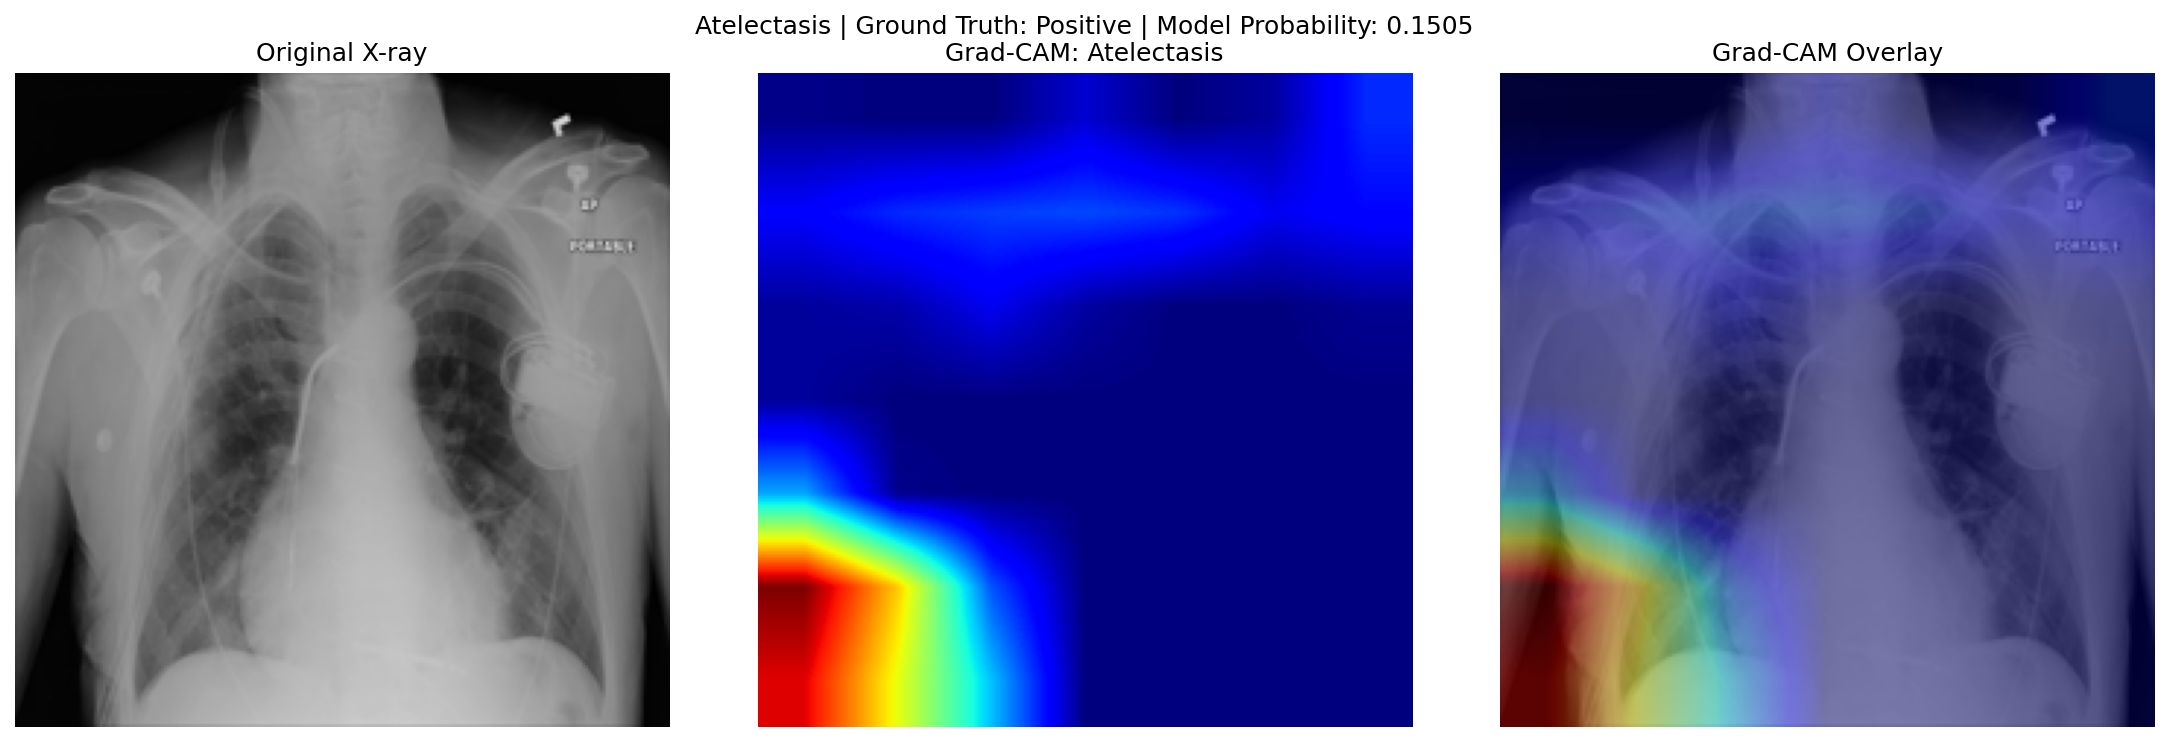 Atelectasis | Ground Truth: Positive | Model Probability: 0.1505
Original X-ray
Grad-CAM: Atelectasis
Grad-CAM Overlay
AP
PORTABLE
AP
PORTABLE